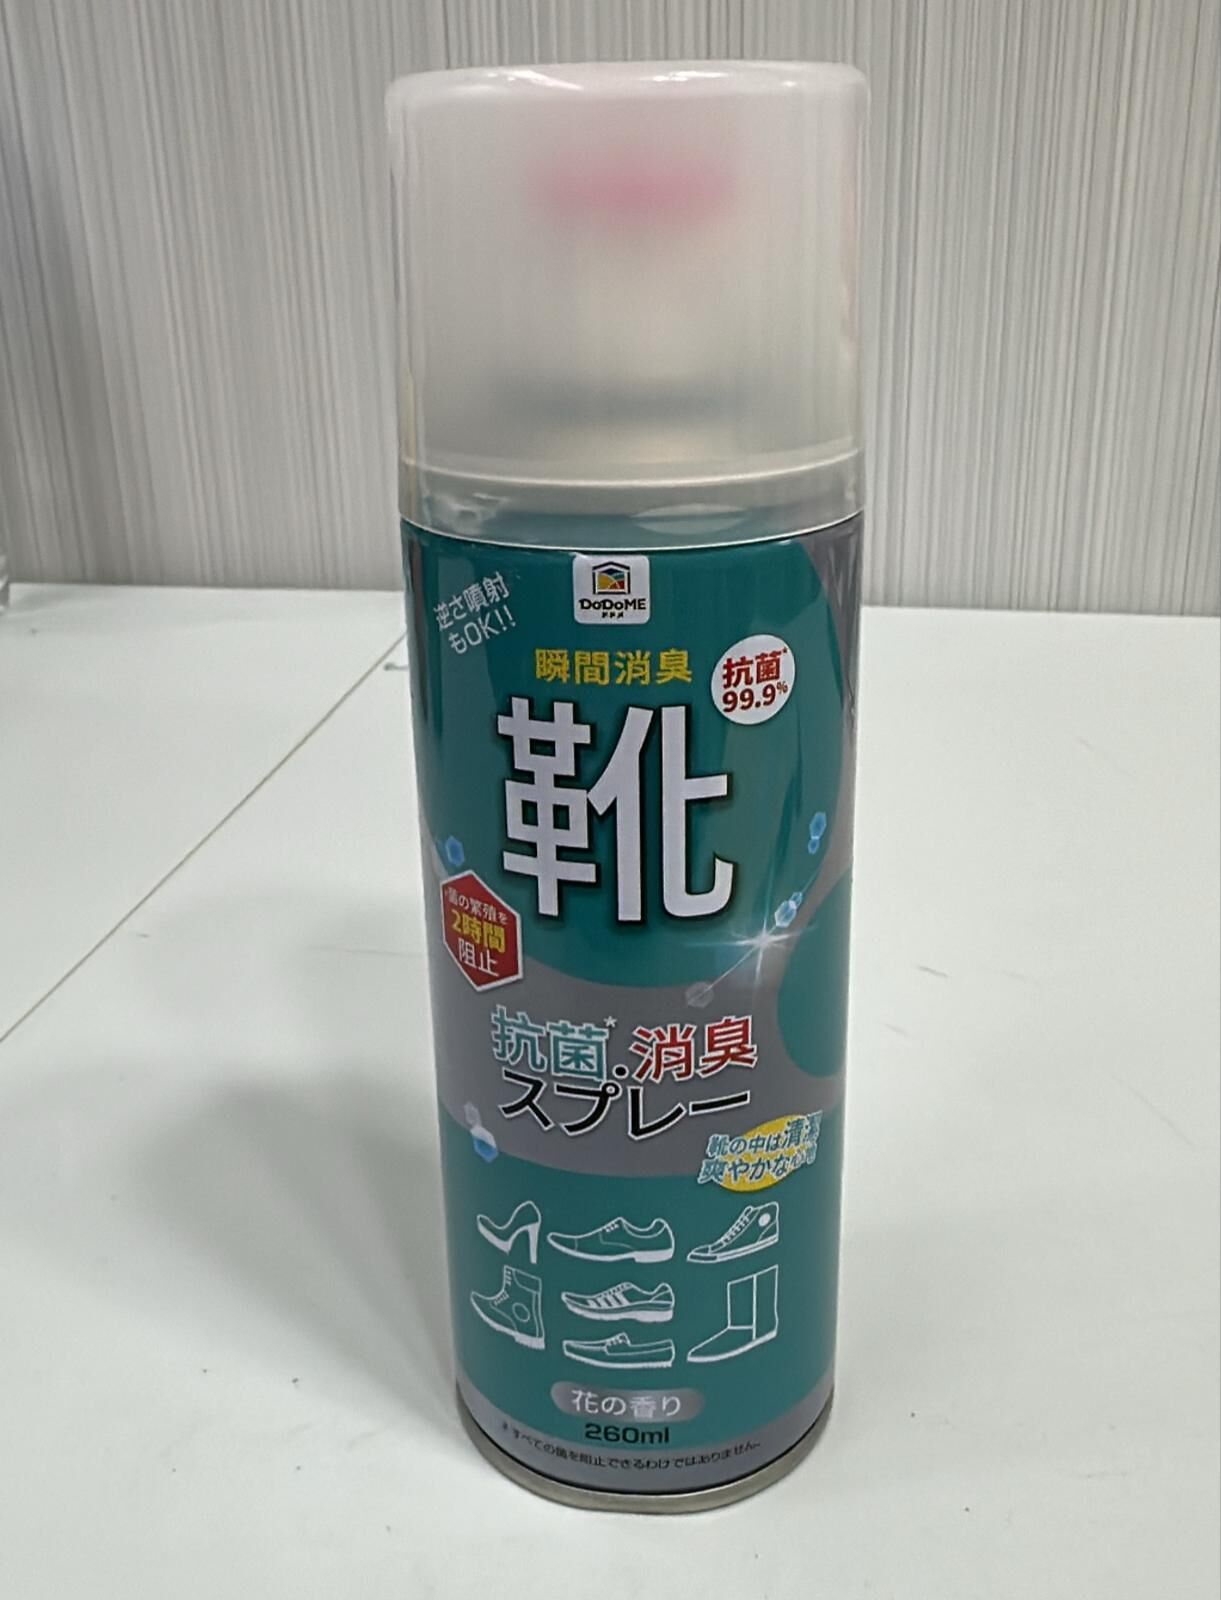 DoDoME
ドドメ
逆さ噴射
もOK!!
瞬間消臭
抗菌*
99.9%
靴
*菌の繁殖を
2時間
阻止
抗菌*・消臭
スプレー
靴の中は清潔
爽やかな心地
花の香り
260ml
*すべての菌を阻止できるわけではありません。